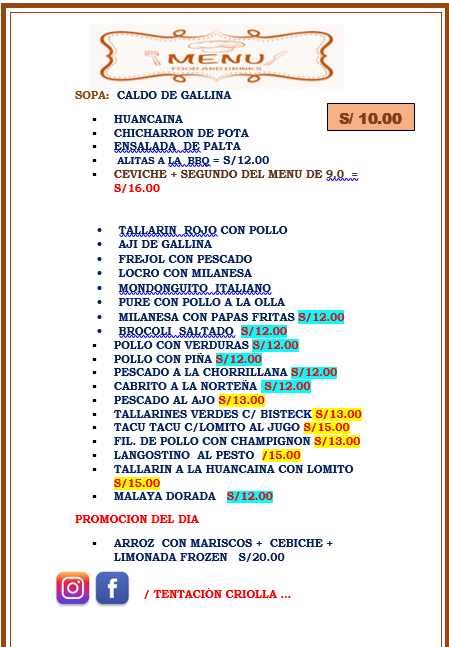 MENU
FOOD AND DRINKS
SOPA: CALDO DE GALLINA
S/ 10.00
HUANCAINA
CHICHARRON DE POTA
ENSALADA DE PALTA
ALITAS A LA BBQ = S/12.00
CEVICHE + SEGUNDO DEL MENU DE 9.0 =
S/16.00
TALLARIN ROJO CON POLLO
AJI DE GALLINA
FREJOL CON PESCADO
LOCRO CON MILANESA
MONDONGUITO ITALIANO
PURE CON POLLO A LA OLLA
MILANESA CON PAPAS FRITAS S/12.00
BROCOLI SALTADO S/12.00
POLLO CON VERDURAS S/12.00
POLLO CON PIÑA S/12.00
PESCADO A LA CHORRILLANA S/12.00
CABRITO A LA NORTEÑA S/12.00
PESCADO AL AJO S/13.00
TALLARINES VERDES C/ BISTECK S/13.00
TACU TACU C/LOMITO AL JUGO S/15.00
FIL. DE POLLO CON CHAMPIGNON S/13.00
LANGOSTINO AL PESTO /15.00
TALLARIN A LA HUANCAINA CON LOMITO
S/15.00
MALAYA DORADA S/12.00
PROMOCION DEL DIA
ARROZ CON MARISCOS + CEBICHE +
LIMONADA FROZEN S/20.00
/ TENTACIÒN CRIOLLA ...